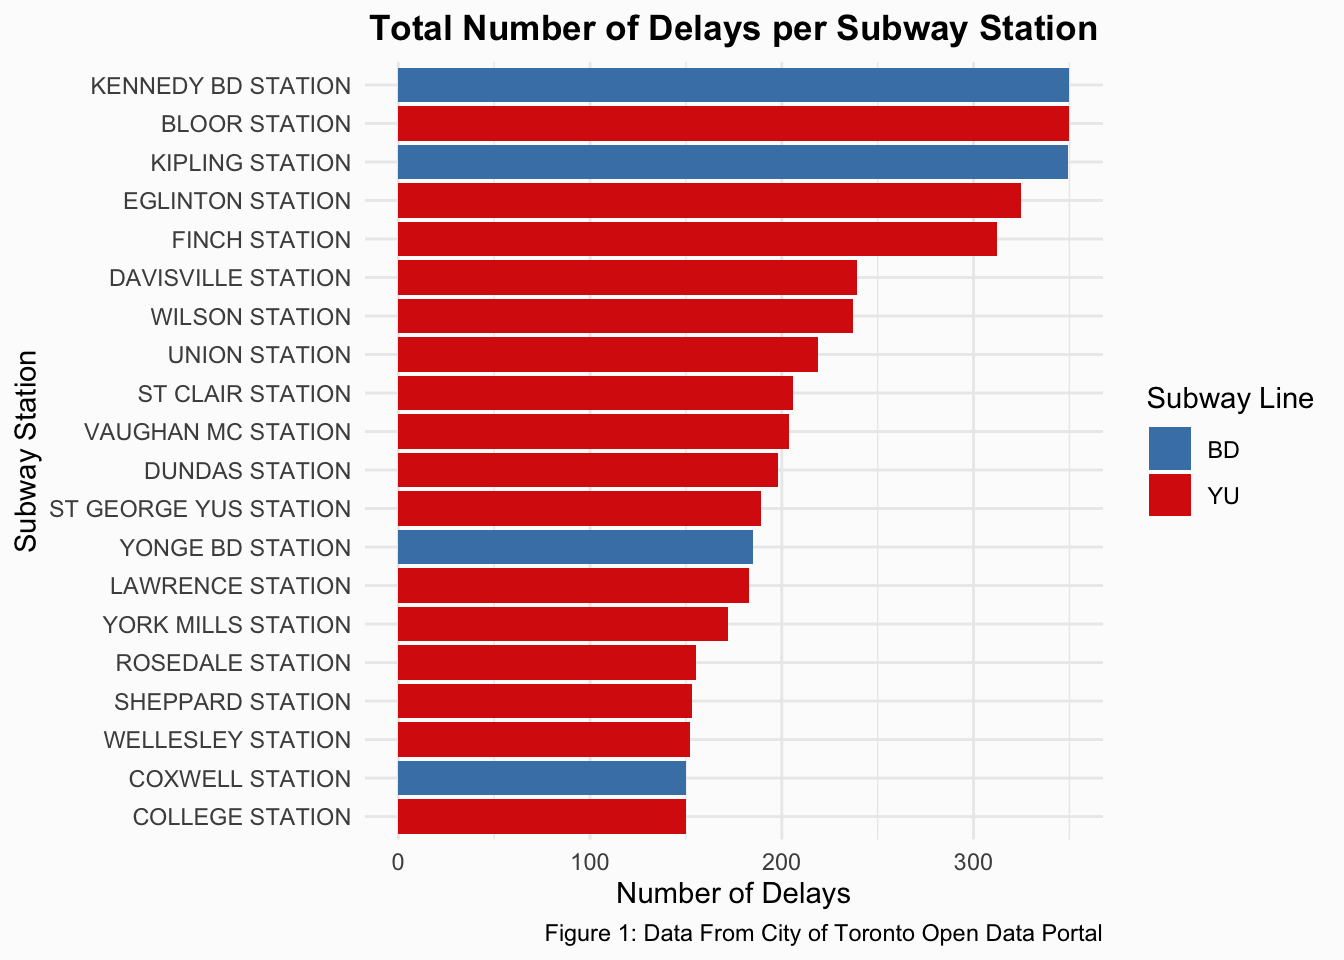 Total Number of Delays per Subway Station
KENNEDY BD STATION
BLOOR STATION
KIPLING STATION
EGLINTON STATION
FINCH STATION
DAVISVILLE STATION
WILSON STATION
UNION STATION
ST CLAIR STATION
VAUGHAN MC STATION
DUNDAS STATION
ST GEORGE YUS STATION
YONGE BD STATION
LAWRENCE STATION
YORK MILLS STATION
ROSEDALE STATION
SHEPPARD STATION
WELLESLEY STATION
COXWELL STATION
COLLEGE STATION
Subway Station
0 100 200 300
Number of Delays
Subway Line
BD
YU
Figure 1: Data From City of Toronto Open Data Portal